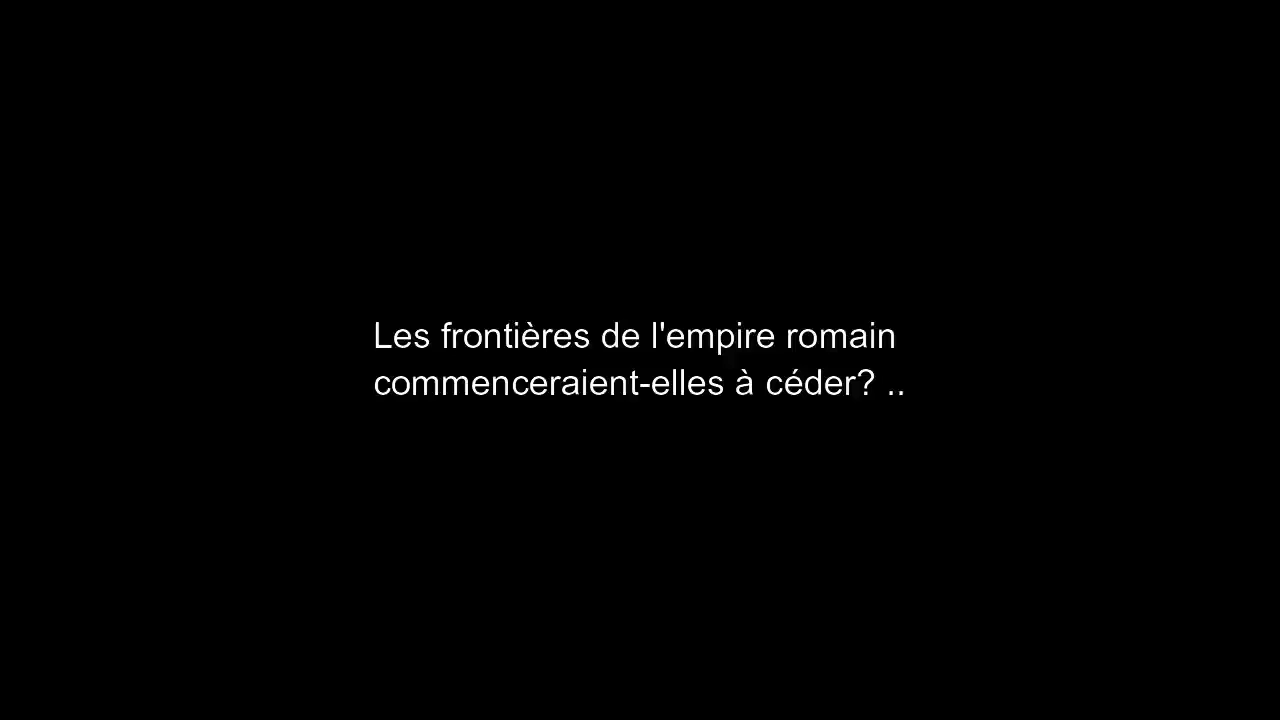 Les frontières de l'empire romain
commenceraient-elles à céder? ..